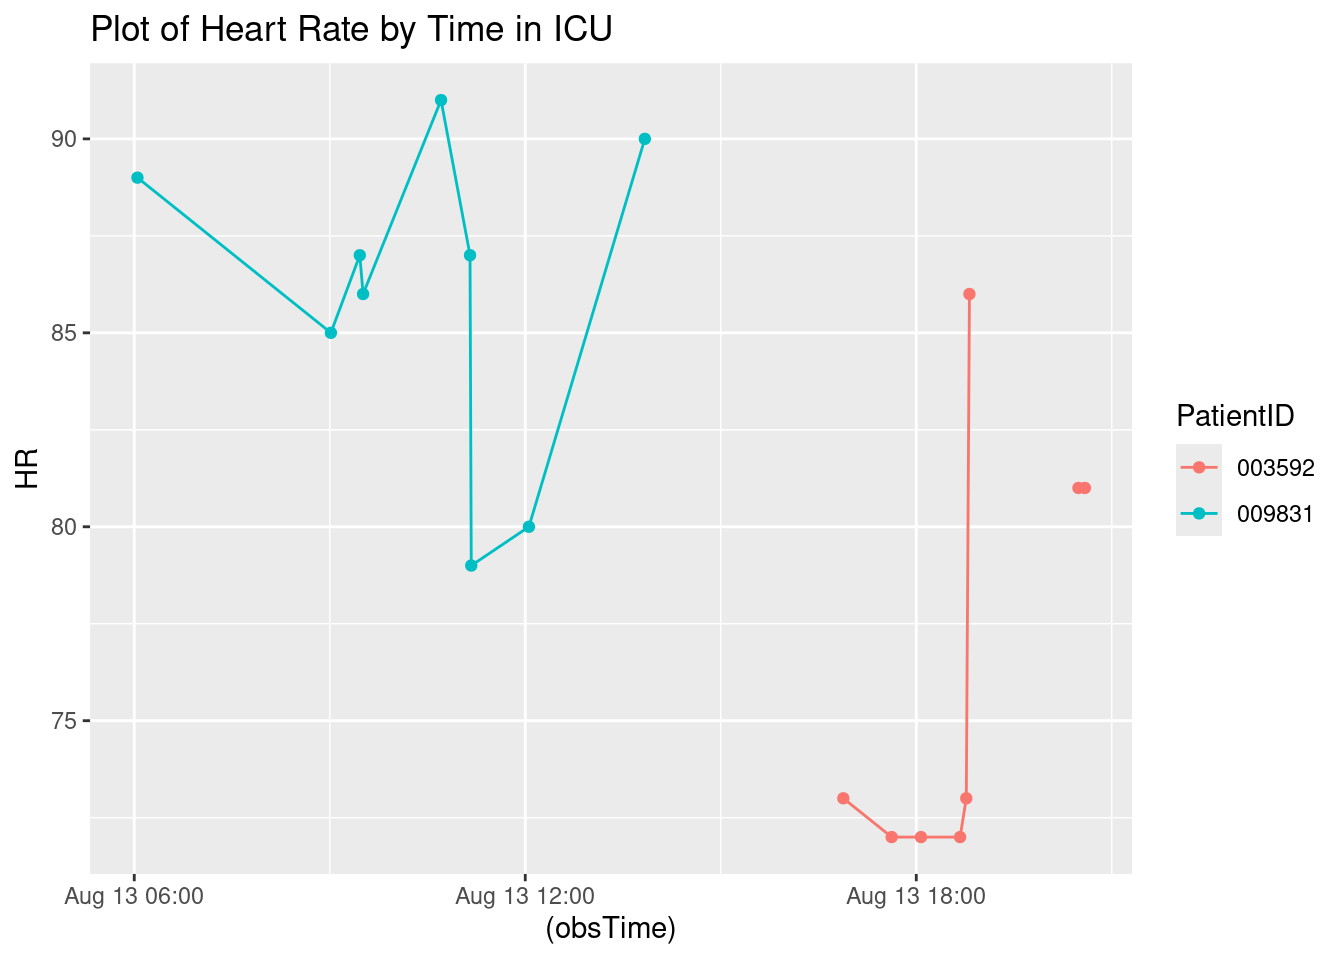 Plot of Heart Rate by Time in ICU
HR
90
85
80
75
Aug 13 06:00
Aug 13 12:00
Aug 13 18:00
(obsTime)
PatientID
003592
009831